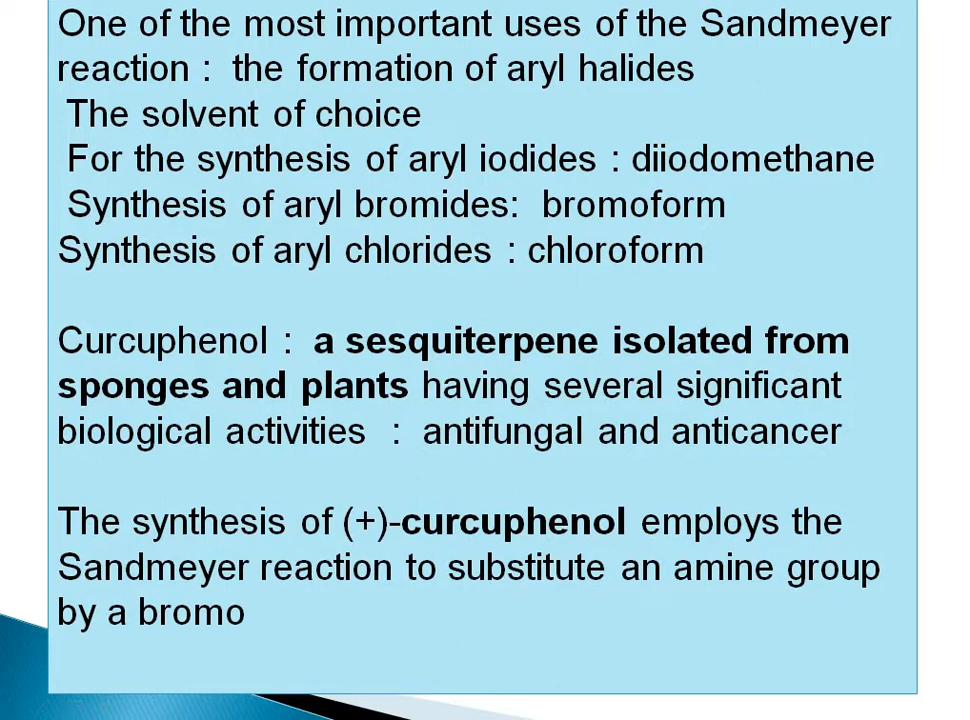 One of the most important uses of the Sandmeyer
reaction :  the formation of aryl halides
The solvent of choice
For the synthesis of aryl iodides : diiodomethane
Synthesis of aryl bromides:  bromoform
Synthesis of aryl chlorides : chloroform
Curcuphenol :  a sesquiterpene isolated from
sponges and plants having several significant
biological activities  :  antifungal and anticancer
The synthesis of (+)-curcuphenol employs the
Sandmeyer reaction to substitute an amine group
by a bromo